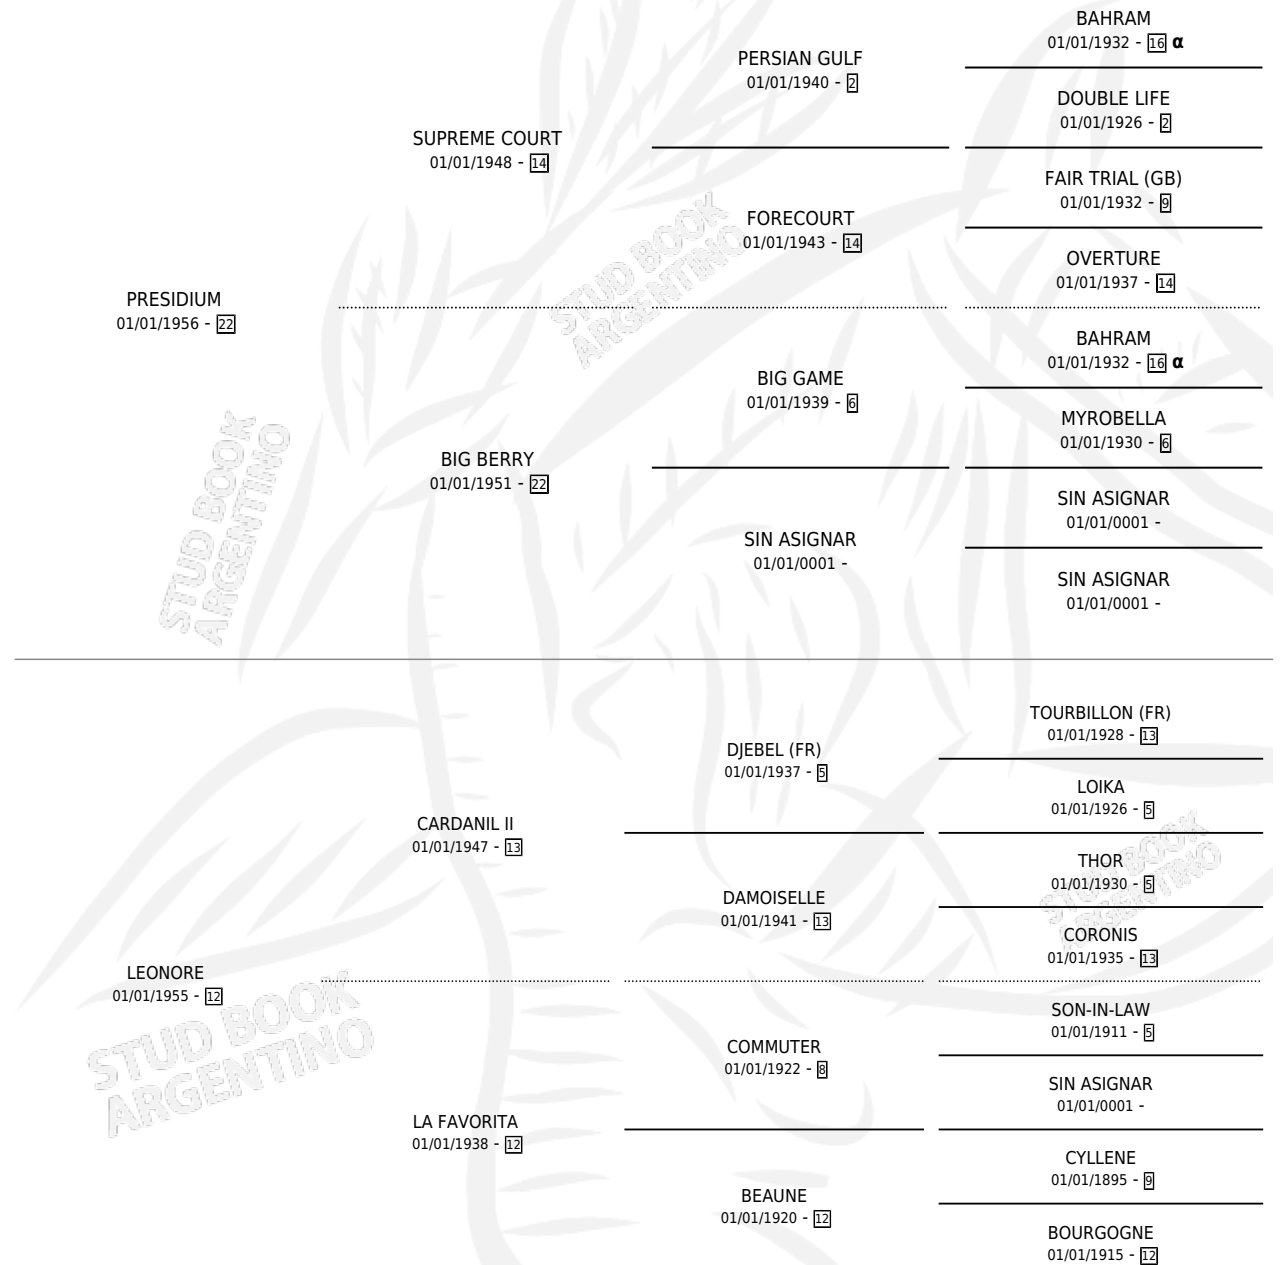 BAHRAM
01/01/1932 - 16 α
PERSIAN GULF
01/01/1940 - 2
DOUBLE LIFE
01/01/1926 - 2
SUPREME COURT
01/01/1948 - 14
FAIR TRIAL (GB)
01/01/1932 - 9
FORECOURT
01/01/1943 - 14
OVERTURE
01/01/1937 - 14
PRESIDIUM
01/01/1956 - 22
BAHRAM
01/01/1932 - 16 α
BIG GAME
01/01/1939 - 6
MYROBELLA
01/01/1930 - 6
BIG BERRY
01/01/1951 - 22
SIN ASIGNAR
01/01/0001 -
SIN ASIGNAR
01/01/0001 -
SIN ASIGNAR
01/01/0001 -
STUD BOOK
ARGENTINO
STUD BOOK
ARGENTINO
TOURBILLON (FR)
01/01/1928 - 13
DJEBEL (FR)
01/01/1937 - 5
LOIKA
01/01/1926 - 5
CARDANIL II
01/01/1947 - 13
THOR
01/01/1930 - 5
DAMOISELLE
01/01/1941 - 13
CORONIS
01/01/1935 - 13
LEONORE
01/01/1955 - 12
SON-IN-LAW
01/01/1911 - 5
COMMUTER
01/01/1922 - 8
SIN ASIGNAR
01/01/0001 -
LA FAVORITA
01/01/1938 - 12
CYLLENE
01/01/1895 - 9
BEAUNE
01/01/1920 - 12
BOURGOGNE
01/01/1915 - 12
STUD BOOK
ARGENTINO
STUD BOOK
ARGENTINO